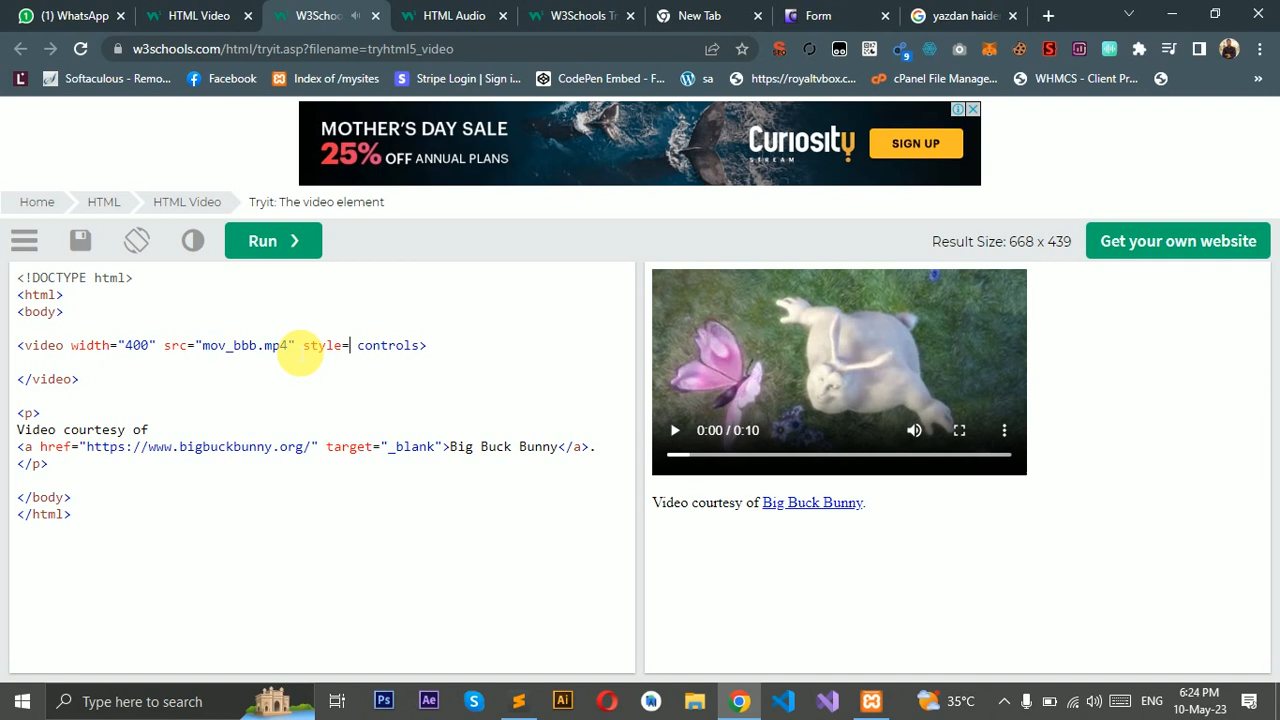 (1) WhatsApp
HTML Video
W3Schoo
HTML Audio
W3Schools Tr
New Tab
Form
yazdan haide
w3schools.com/html/tryit.asp?filename=tryhtml5_video
9
Softaculous - Remo...
Facebook
Index of /mysites
Stripe Login | Sign i...
CodePen Embed - F...
sa
https://royaltvbox.c...
cPanel File Manage...
WHMCS - Client Pr...
»
MOTHER'S DAY SALE
25% OFF ANNUAL PLANS
CURIOSITY
STREAM
SIGN UP
Home
HTML
HTML Video
Tryit: The video element
Run ❯
Result Size: 668 x 439
Get your own website
<!DOCTYPE html>
<html>
<body>
<video width="400" src="mov_bbb.mp4" style= controls>
</video>
<p>
Video courtesy of
<a href="https://www.bigbuckbunny.org/" target="_blank">Big Buck Bunny</a>.
</p>
</body>
</html>
0:00 / 0:10
Video courtesy of Big Buck Bunny.
Type here to search
Ps
Ae
S
Ai
35°C
ENG
6:24 PM
10-May-23